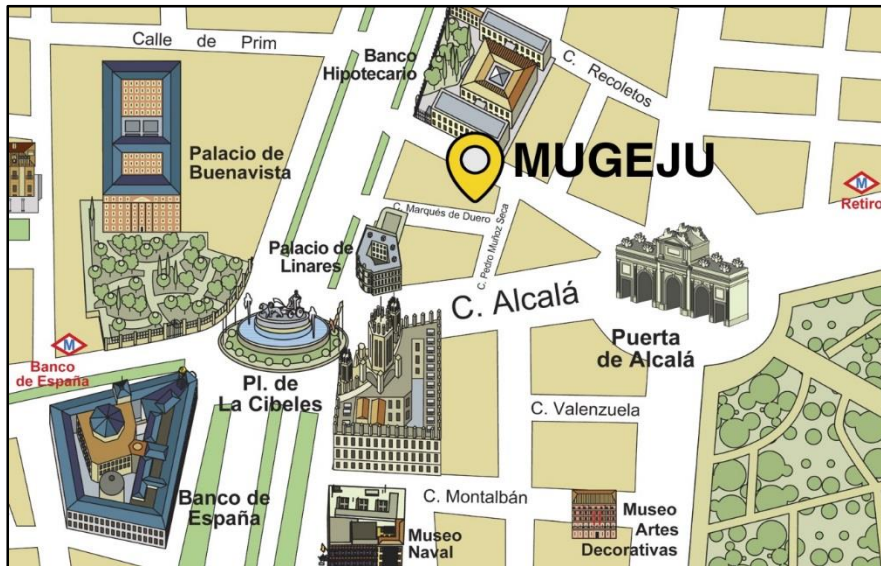 Calle de Prim
Banco
Hipotecario
C. Recoletos
Palacio de
Buenavista
MUGEJU
M
Retiro
C. Marqués de Duero
C. Pedro Muñoz Seca
Palacio de
Linares
C. Alcalá
Puerta
de Alcalá
M
Banco
de España
Pl. de
La Cibeles
C. Valenzuela
Banco de
España
C. Montalbán
Museo
Naval
Museo
Artes
Decorativas